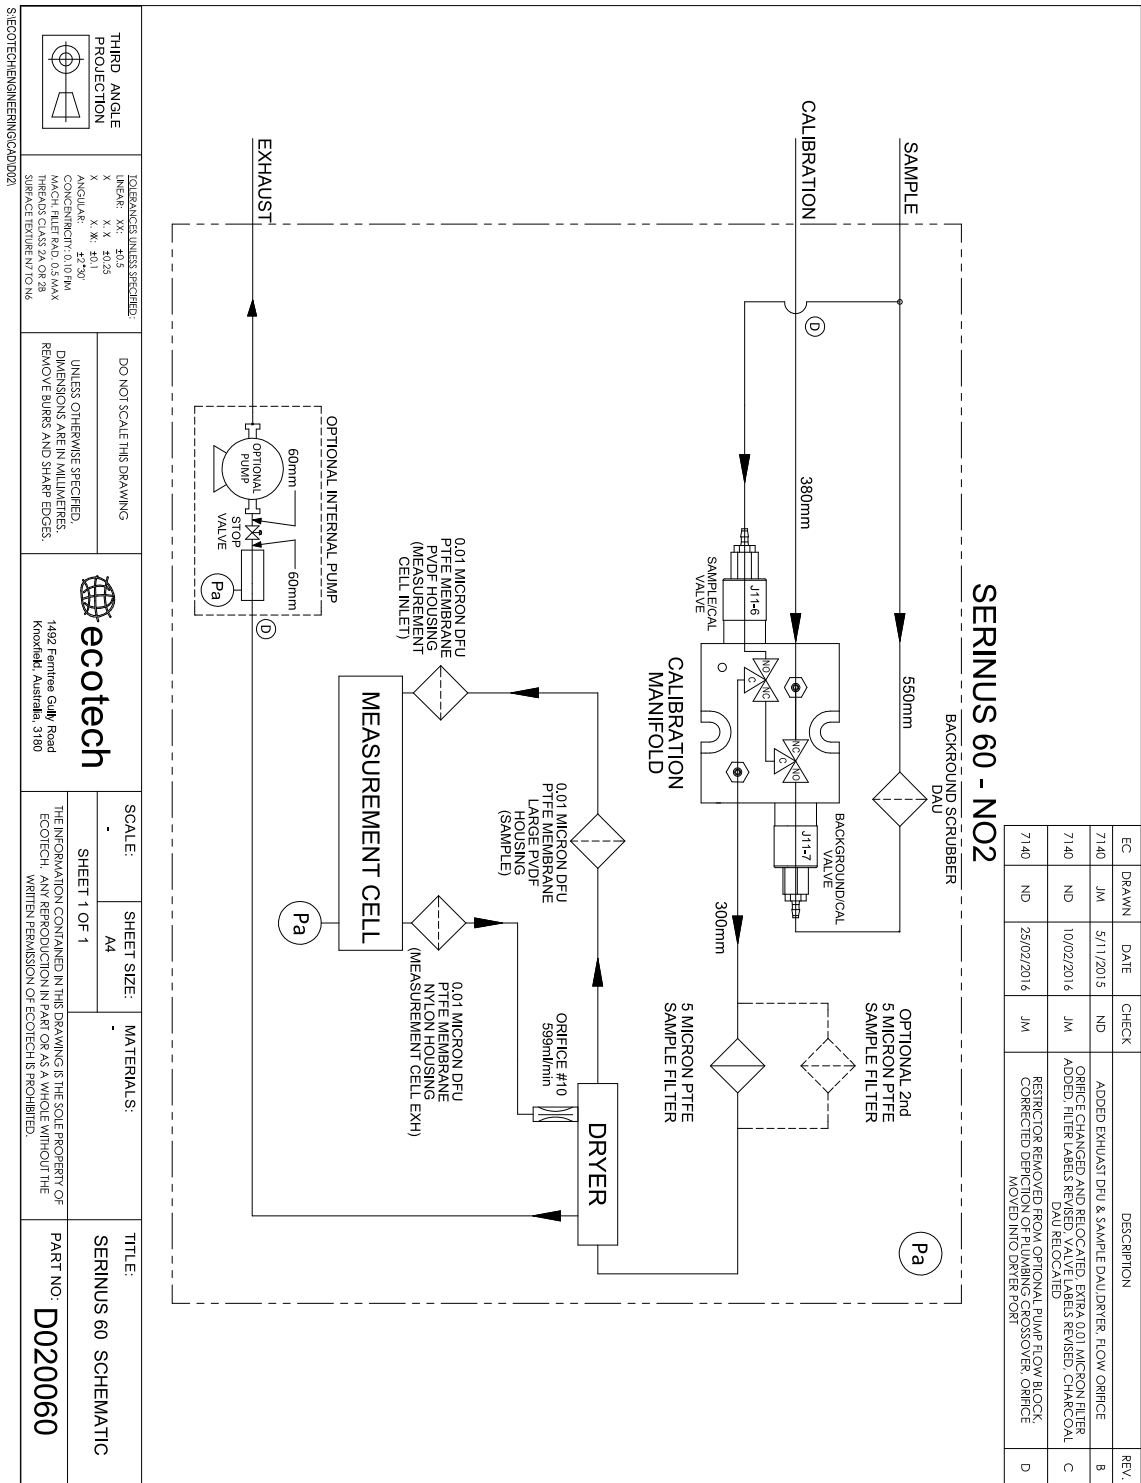 SERINUS 60 - NO2
EC DRAWN DATE CHECK DESCRIPTION REV.
7140 JM 5/11/2015 ND ADDED EXHUAST DFU & SAMPLE DAU,DRYER, FLOW ORIFICE B
7140 ND 10/02/2016 JM ORIFICE CHANGED AND RELOCATED, EXTRA 0.01 MICRON FILTER
ADDED, FILTER LABELS REVISED, VALVE LABELS REVISED, CHARCOAL
DAU RELOCATED C
7140 ND 25/02/2016 JM RESTRICTOR REMOVED FROM OPTIONAL PUMP FLOW BLOCK,
CORRECTED DEPICTION OF PLUMBING CROSSOVER, ORIFICE
MOVED INTO DRYER PORT D
SAMPLE
550mm
BACKROUND SCRUBBER
DAU
CALIBRATION
D
380mm
J11-6
SAMPLE/CAL
VALVE
NO
NC
C
NC
NO
C
J11-7
BACKGROUND/CAL
VALVE
CALIBRATION
MANIFOLD
300mm
OPTIONAL 2nd
5 MICRON PTFE
SAMPLE FILTER
5 MICRON PTFE
SAMPLE FILTER
Pa
0.01 MICRON DFU
PTFE MEMBRANE
LARGE PVDF
HOUSING
(SAMPLE)
DRYER
ORIFICE #10
599ml/min
0.01 MICRON DFU
PTFE MEMBRANE
PVDF HOUSING
(MEASUREMENT
CELL INLET)
0.01 MICRON DFU
PTFE MEMBRANE
NYLON HOUSING
(MEASUREMENT CELL EXH)
MEASUREMENT CELL
Pa
EXHAUST
OPTIONAL INTERNAL PUMP
60mm
60mm
OPTIONAL
PUMP
STOP
VALVE
Pa
D
THIRD ANGLE
PROJECTION
TOLERANCES UNLESS SPECIFIED:
LINEAR: XX: ±0.5
X X.X ±0.25
X X.XX: ±0.1
ANGULAR: ±2°30'
CONCENTRICITY: 0.10 FIM
MACH. FILLET RAD. 0.5 MAX
THREADS CLASS 2A OR 2B
SURFACE TEXTURE N7 TO N6
DO NOT SCALE THIS DRAWING
UNLESS OTHERWISE SPECIFIED,
DIMENSIONS ARE IN MILLIMETRES.
REMOVE BURRS AND SHARP EDGES.
ecotech
1492 Ferntree Gully Road
Knoxfield, Australia, 3180
SCALE:
-
SHEET SIZE:
A4
SHEET 1 OF 1
MATERIALS:
-
THE INFORMATION CONTAINED IN THIS DRAWING IS THE SOLE PROPERTY OF
ECOTECH. ANY REPRODUCTION IN PART OR AS A WHOLE WITHOUT THE
WRITTEN PERMISSION OF ECOTECH IS PROHIBITED.
TITLE:
SERINUS 60 SCHEMATIC
PART NO: D020060
S:\ECOTECH\ENGINEERING\CAD\D02\